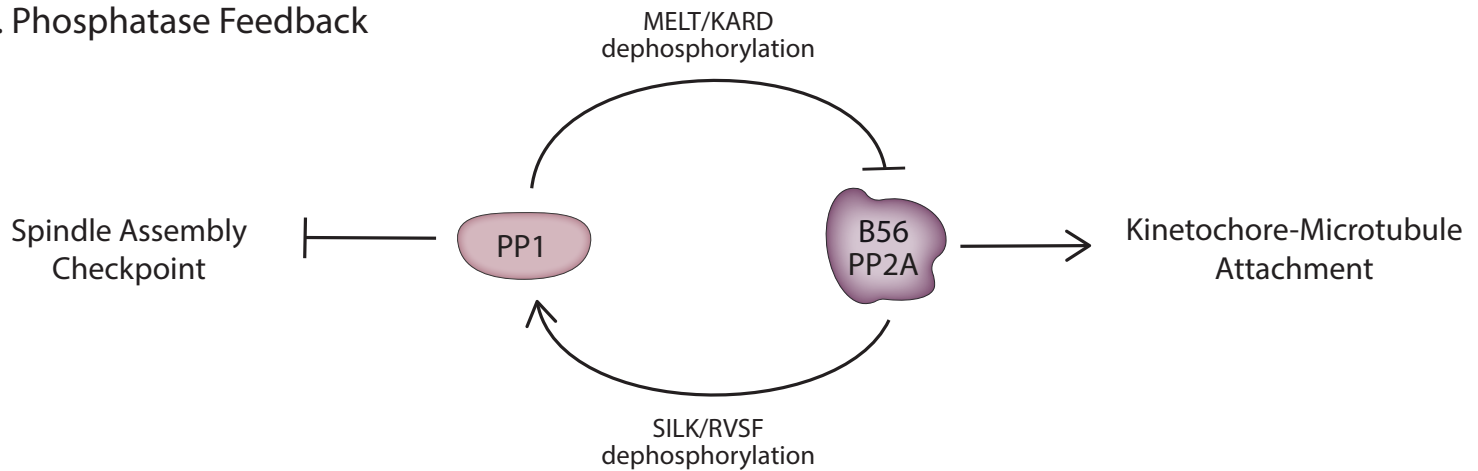 . Phosphatase Feedback
MELT/KARD
dephosphorylation
Spindle Assembly
Checkpoint
PP1
B56
PP2A
Kinetochore-Microtubule
Attachment
SILK/RVSF
dephosphorylation